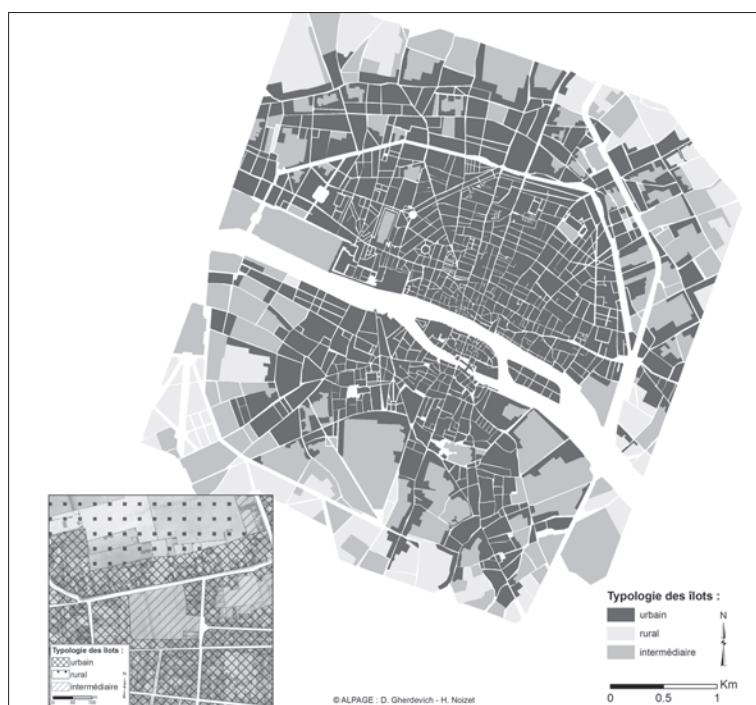 Typologie des îlots :
urbain
rural
intermédiaire
N
Km
0 0.5 1
Typologie des îlots :
urbain
rural
intermédiaire
© ALPAGE : D. Gherdevich - H. Noizet